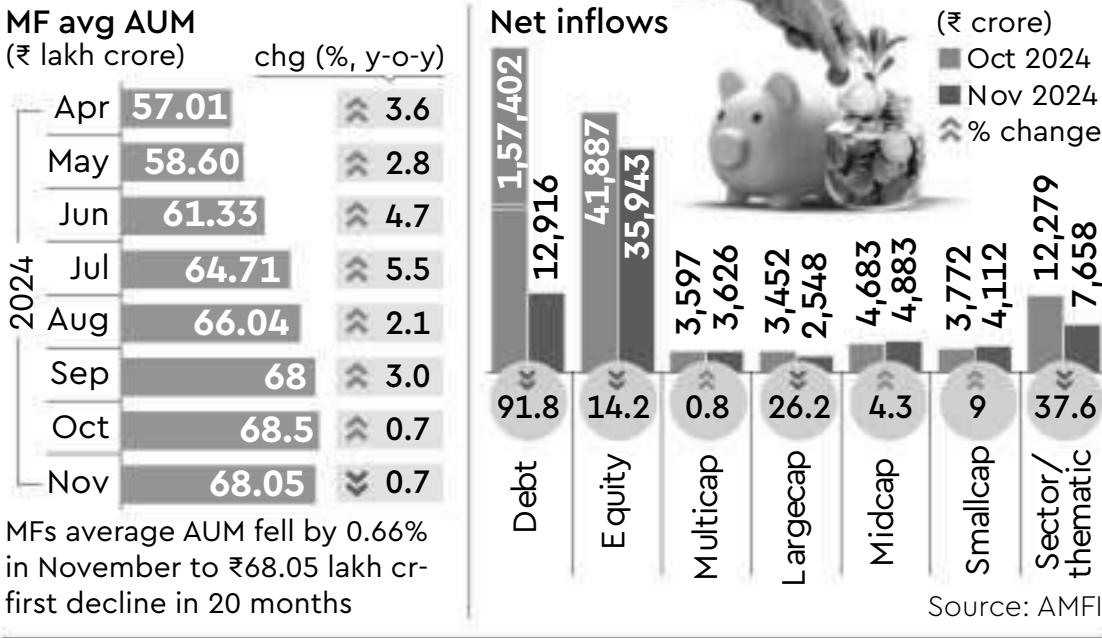 MF avg AUM
(₹ lakh crore)
chg (%, y-o-y)
2024
Apr 57.01 3.6
May 58.60 2.8
Jun 61.33 4.7
Jul 64.71 5.5
Aug 66.04 2.1
Sep 68 3.0
Oct 68.5 0.7
Nov 68.05 0.7
MFs average AUM fell by 0.66%
in November to ₹68.05 lakh cr-
first decline in 20 months
Net inflows
(₹ crore)
Oct 2024
Nov 2024
% change
1,57,402
12,916
91.8
Debt
41,887
35,943
14.2
Equity
3,597
3,626
0.8
Multicap
3,452
2,548
26.2
Largecap
4,683
4,883
4.3
Midcap
3,772
4,112
9
Smallcap
12,279
7,658
37.6
Sector/
thematic
Source: AMFI